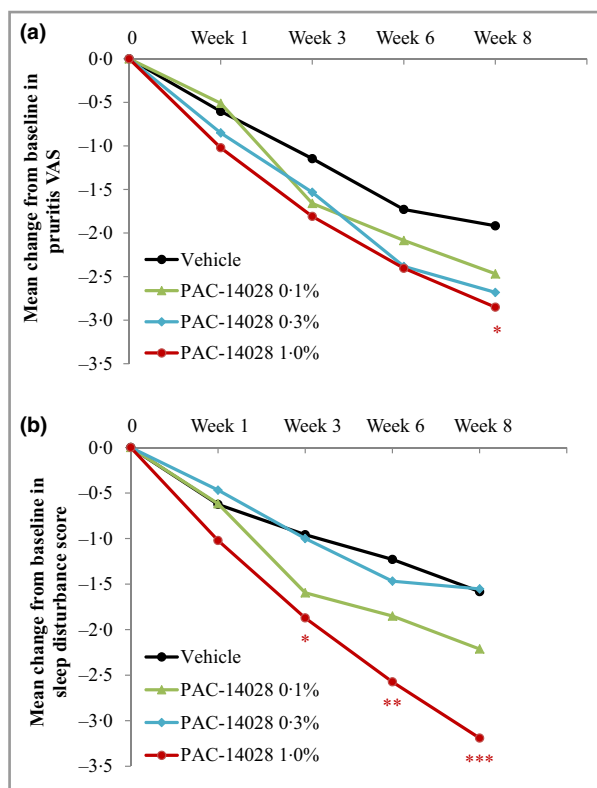 (a)
0 Week 1 Week 3 Week 6 Week 8
0·0
–0·5
–1·0
–1·5
–2·0
–2·5
–3·0
–3·5
Mean change from baseline in
pruritis VAS
Vehicle
PAC-14028 0·1%
PAC-14028 0·3%
PAC-14028 1·0%
*
(b)
0 Week 1 Week 3 Week 6 Week 8
0·0
–0·5
–1·0
–1·5
–2·0
–2·5
–3·0
–3·5
Mean change from baseline in
sleep disturbance score
*
Vehicle
PAC-14028 0·1%
PAC-14028 0·3%
PAC-14028 1·0%
**
***